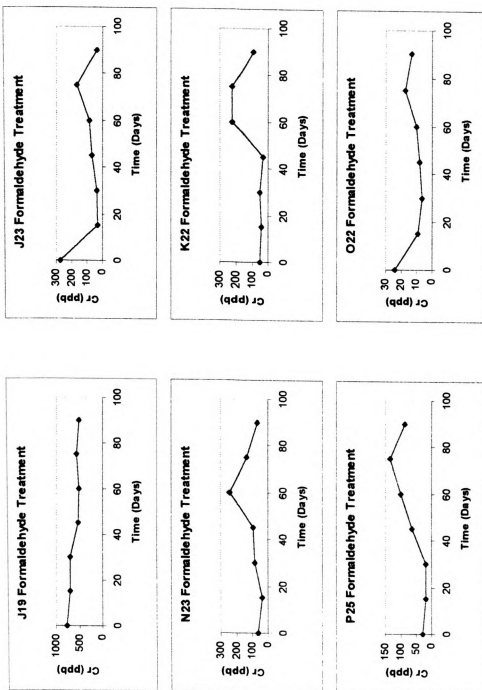 J19 Formaldehyde Treatment
Cr (ppb)
1000
500
0
0 20 40 60 80 100
Time (Days)
J23 Formaldehyde Treatment
Cr (ppb)
300
200
100
0
0 20 40 60 80 100
Time (Days)
N23 Formaldehyde Treatment
Cr (ppb)
300
200
100
0
0 20 40 60 80 100
Time (Days)
K22 Formaldehyde Treatment
Cr (ppb)
300
200
100
0
0 20 40 60 80 100
Time (Days)
P25 Formaldehyde Treatment
Cr (ppb)
150
100
50
0
0 20 40 60 80 100
Time (Days)
O22 Formaldehyde Treatment
Cr (ppb)
30
20
10
0
0 20 40 60 80 100
Time (Days)